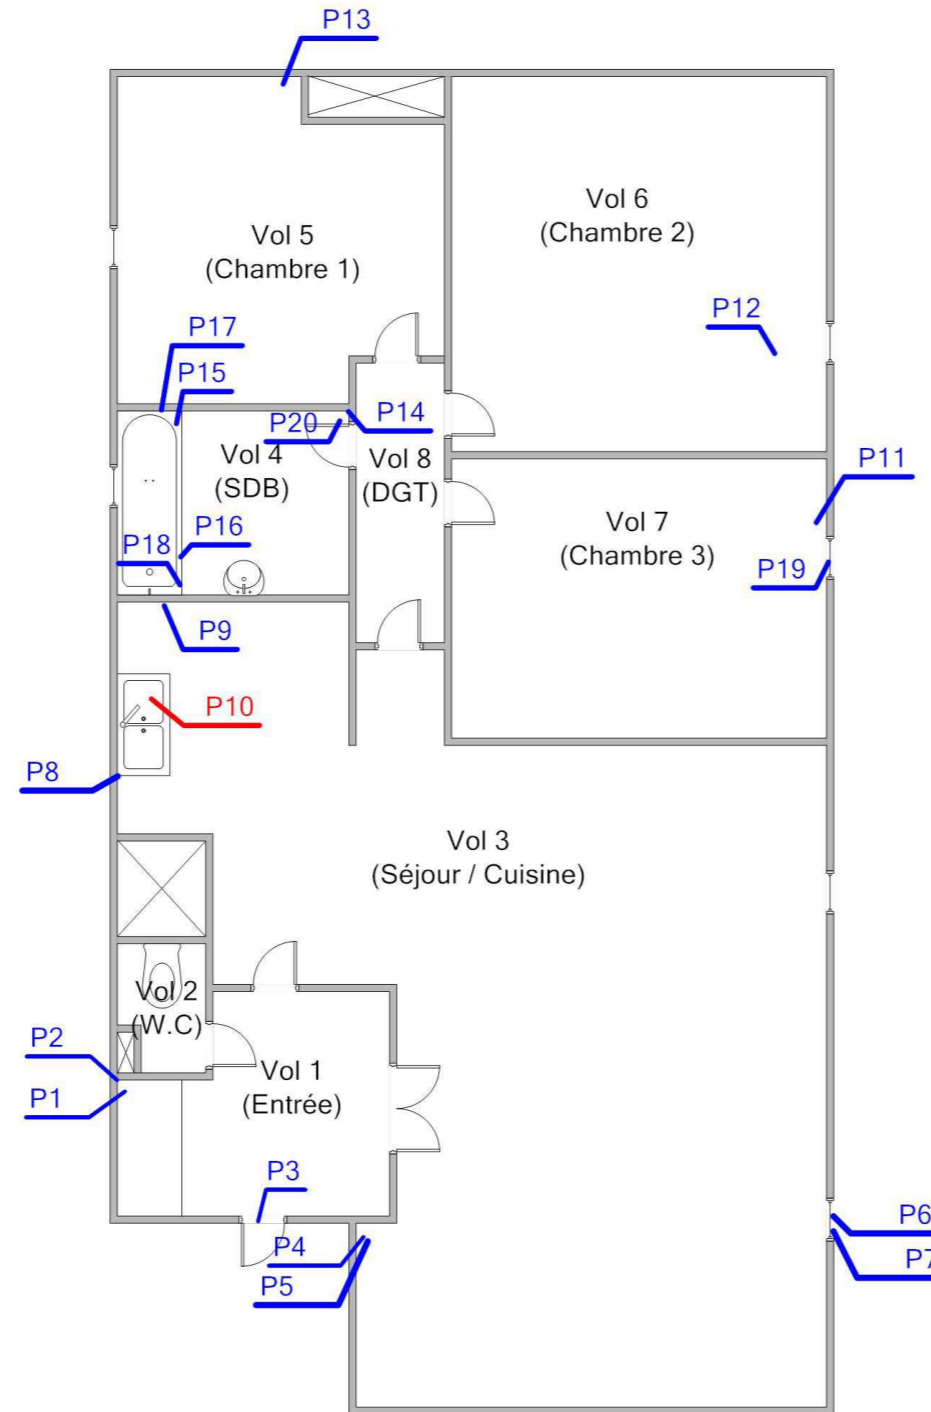 P13
Vol 6
(Chambre 2)
Vol 5
(Chambre 1)
P12
P17
P15
P20
P14
Vol 4
(SDB)
Vol 8
(DGT)
P11
Vol 7
(Chambre 3)
P16
P18
P19
P9
P10
P8
Vol 3
(Séjour / Cuisine)
Vol 2
(W.C)
P2
P1
Vol 1
(Entrée)
P3
P4
P5
P6
P7